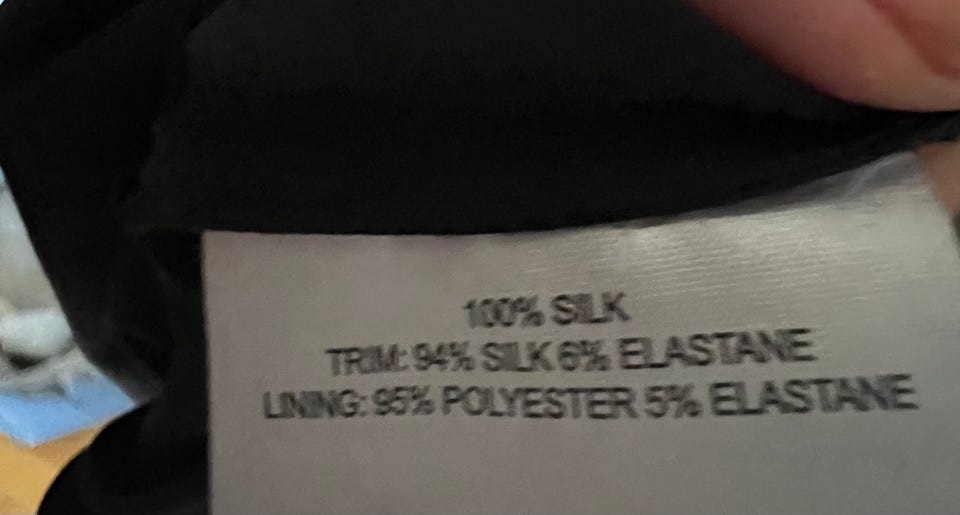 100% SILK
TRIM: 94% SILK 6% ELASTANE
LINING: 95% POLYESTER 5% ELASTANE